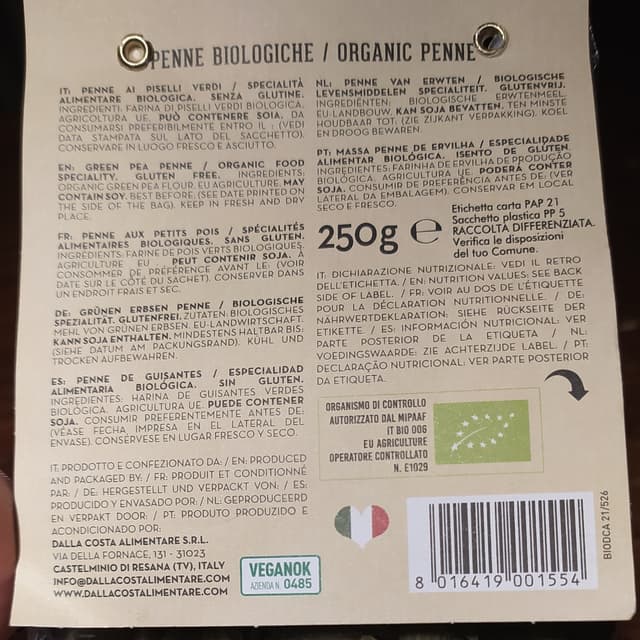 PENNE BIOLOGICHE / ORGANIC PENNE
IT: PENNE AI PISELLI VERDI / SPECIALITÀ
ALIMENTARE BIOLOGICA. SENZA GLUTINE.
INGREDIENTI: FARINA DI PISELLI VERDI BIOLOGICA.
AGRICOLTURA UE. PUÒ CONTENERE SOIA. DA
CONSUMARSI PREFERIBILMENTE ENTRO IL : (VEDI
DATA STAMPATA SUL LATO DEL SACCHETTO).
CONSERVARE IN LUOGO FRESCO E ASCIUTTO.
EN: GREEN PEA PENNE / ORGANIC FOOD
SPECIALITY. GLUTEN FREE. INGREDIENTS:
ORGANIC GREEN PEA FLOUR. EU AGRICULTURE. MAY
CONTAIN SOY. BEST BEFORE: (SEE DATE PRINTED ON
THE SIDE OF THE BAG). KEEP IN FRESH AND DRY
PLACE.
FR: PENNE AUX PETITS POIS / SPÉCIALITÉS
ALIMENTAIRES BIOLOGIQUES. SANS GLUTEN.
INGREDIENTS: FARINE DE POIS VERTS BIOLOGIQUES.
AGRICULTURE EU . PEUT CONTENIR SOJA. À
CONSOMMER DE PRÉFÉRENCE AVANT LE: (VOIR
DATE SUR LE CÔTÉ DU SACHET). CONSERVER DANS
UN ENDROIT FRAIS ET SEC.
DE: GRÜNEN ERBSEN PENNE / BIOLOGISCHE
SPEZIALITÄT. GLUTENFREI. ZUTATEN: BIOLOGISCHES
MEHL VON GRÜNEN ERBSEN. EU-LANDWIRTSCHAFT.
KANN SOJA ENTHALTEN. MINDESTENS HALTBAR BIS:
(SIEHE DATUM AM PACKUNGSRAND). KÜHL UND
TROCKEN AUFBEWAHREN.
ES: PENNE DE GUISANTES / ESPECIALIDAD
ALIMENTARIA BIOLÓGICA. SIN GLUTEN.
INGREDIENTES: HARINA DE GUISANTES VERDES
BIOLÓGICA. AGRICULTURA UE. PUEDE CONTENER
SOJA. CONSUMIR PREFERENTEMENTE ANTES DE:
(VÉASE FECHA IMPRESA EN EL LATERAL DEL
ENVASE). CONSÉRVESE EN LUGAR FRESCO Y SECO.
IT: PRODOTTO E CONFEZIONATO DA: / EN: PRODUCED
AND PACKAGED BY: / FR: PRODUIT ET CONDITIONNÉ
PAR: / DE: HERGESTELLT UND VERPACKT VON: / ES:
PRODUCIDO Y ENVASADO POR: / NL: GEPRODUCEERD
EN VERPAKT DOOR: / PT: PRODUTO PRODUZIDO E
ACONDICIONADO POR:
DALLA COSTA ALIMENTARE S.R.L.
VIA DELLA FORNACE, 131 - 31023
CASTELMINIO DI RESANA (TV), ITALY
INFO@DALLACOSTALIMENTARE.COM
WWW.DALLACOSTALIMENTARE.COM
VEGANOK
AZIENDA N. 0485
NL: PENNE VAN ERWTEN / BIOLOGISCHE
LEVENSMIDDELEN SPECIALITEIT. GLUTENVRIJ.
INGREDIËNTEN: BIOLOGISCHE ERWTENMEEL.
EU-LANDBOUW. KAN SOJA BEVATTEN. TEN MINSTE
HOUDBAAR TOT: (ZIE ZIJKANT VERPAKKING). KOEL
EN DROOG BEWAREN.
PT: MASSA PENNE DE ERVILHA / ESPECIALIDADE
ALIMENTAR BIOLÓGICA. ISENTO DE GLÚTEN.
INGREDIENTES: FARINHA DE ERVILHA DE PRODUÇÃO
BIOLÓGICA. AGRICULTURA UE. PODERÁ CONTER
SOJA. CONSUMIR DE PREFERÊNCIA ANTES DE: (VER
LATERAL DA EMBALAGEM). CONSERVAR EM LOCAL
SECO E FRESCO.
250g e
Etichetta carta PAP 21
Sacchetto plastica PP 5
RACCOLTA DIFFERENZIATA.
Verifica le disposizioni
del tuo Comune.
IT: DICHIARAZIONE NUTRIZIONALE: VEDI IL RETRO
DELL'ETICHETTA. / EN: NUTRITION VALUES: SEE BACK
SIDE OF LABEL. / FR: VOIR AU DOS DE L'ÉTIQUETTE
POUR LA DÉCLARATION NUTRITIONNELLE. / DE:
NÄHRWERTDEKLARATION: SIEHE RÜCKSEITE DER
ETIKETTE. / ES: INFORMACIÓN NUTRICIONAL: VER
PARTE POSTERIOR DE LA ETIQUETA / NL:
VOEDINGSWAARDE: ZIE ACHTERZIJDE LABEL. / PT:
DECLARAÇÃO NUTRICIONAL: VER PARTE POSTERIOR
DA ETIQUETA.
ORGANISMO DI CONTROLLO
AUTORIZZATO DAL MIPAAF
IT BIO 006
EU AGRICULTURE
OPERATORE CONTROLLATO
N. E1029
BIODCA 21/526
8 016419 001554